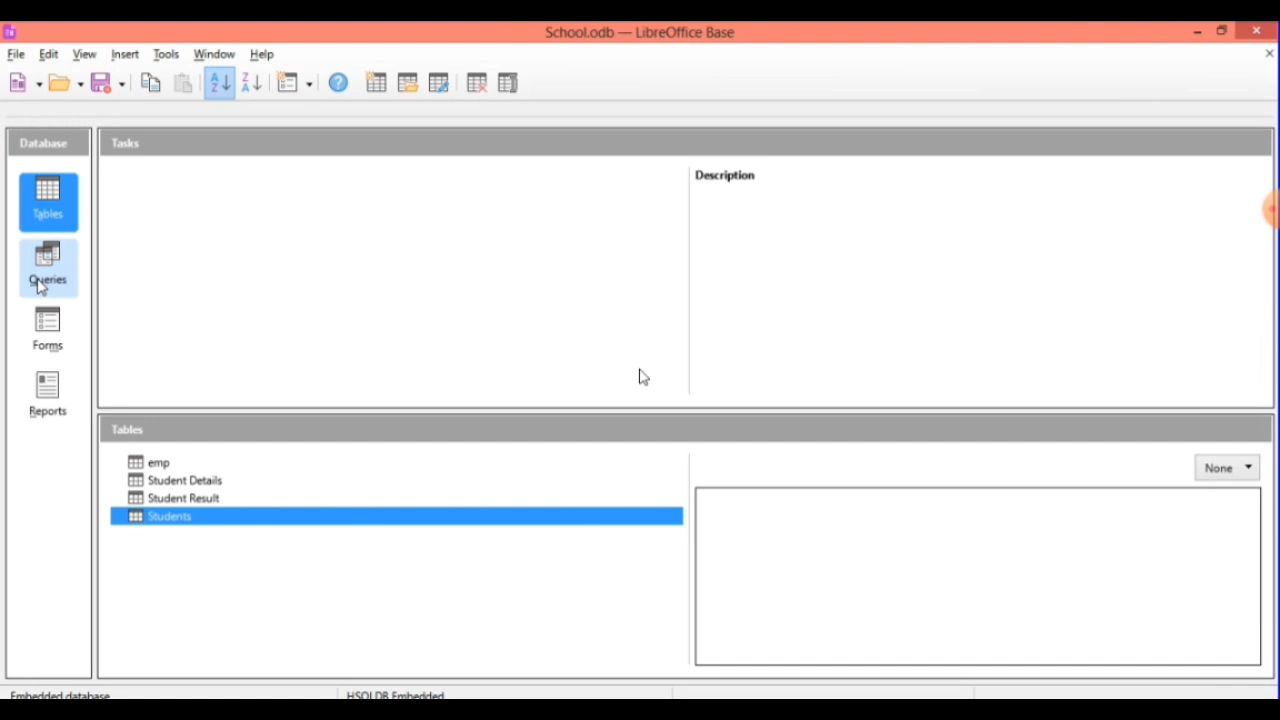 School.odb — LibreOffice Base
File Edit View Insert Tools Window Help
Database
Tasks
Tables
Description
Queries
Forms
Reports
Tables
None
emp
Student Details
Student Result
Students
Embedded database HSQLDB Embedded